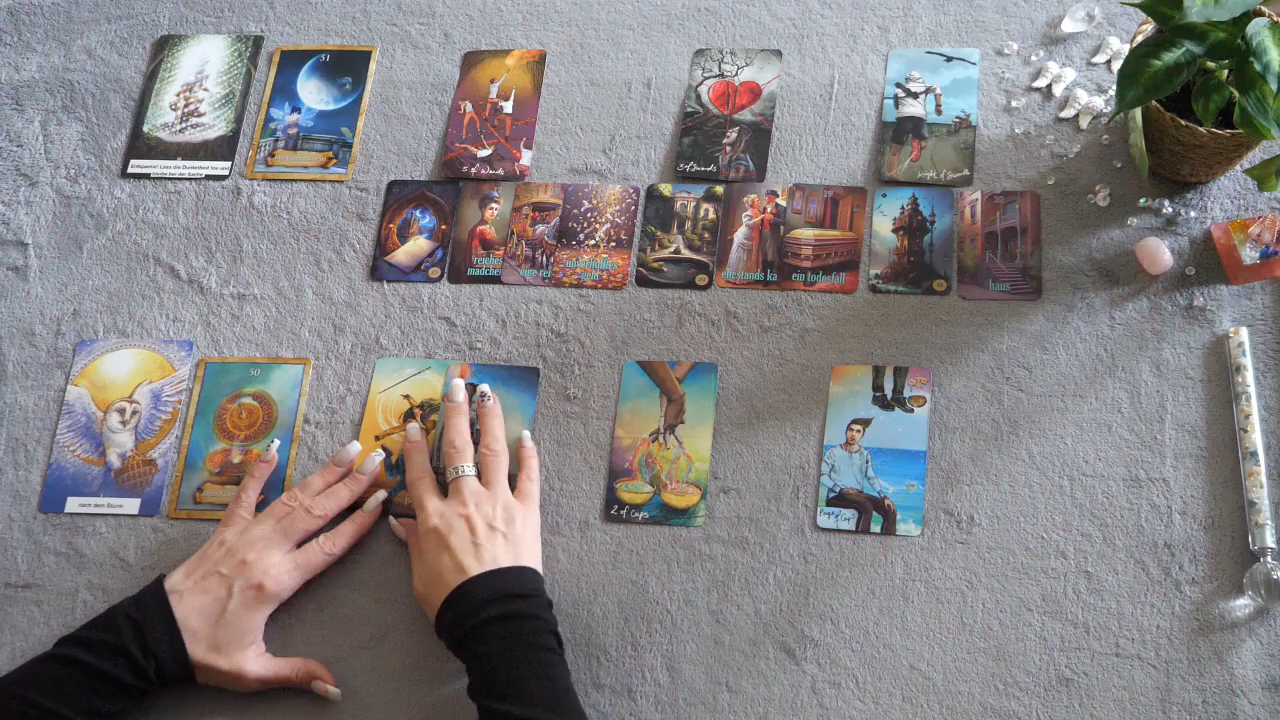 Entspanne! Lass die Dunkelheit los und
bleibe bei der Sache
51
5 of Wands
3 of Swords
Knight of Swords
reiches
mädche
eine rei
unverhofftes
geld
ehestands ka
ein todesfall
haus
nach dem Sturm
50
2 of Cups
Page of Cups